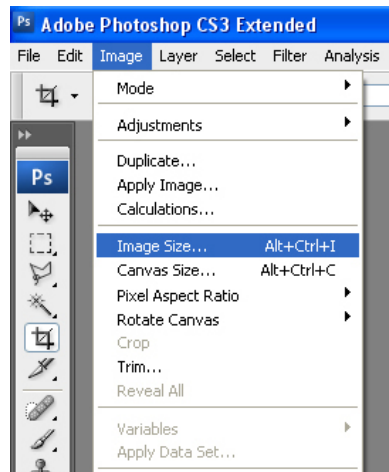 Ps Adobe Photoshop CS3 Extended
File Edit Image Layer Select Filter Analysis
Mode
Adjustments
Ps
Duplicate...
Apply Image...
Calculations...
Image Size... Alt+Ctrl+I
Canvas Size... Alt+Ctrl+C
Pixel Aspect Ratio
Rotate Canvas
Crop
Trim...
Reveal All
Variables
Apply Data Set...